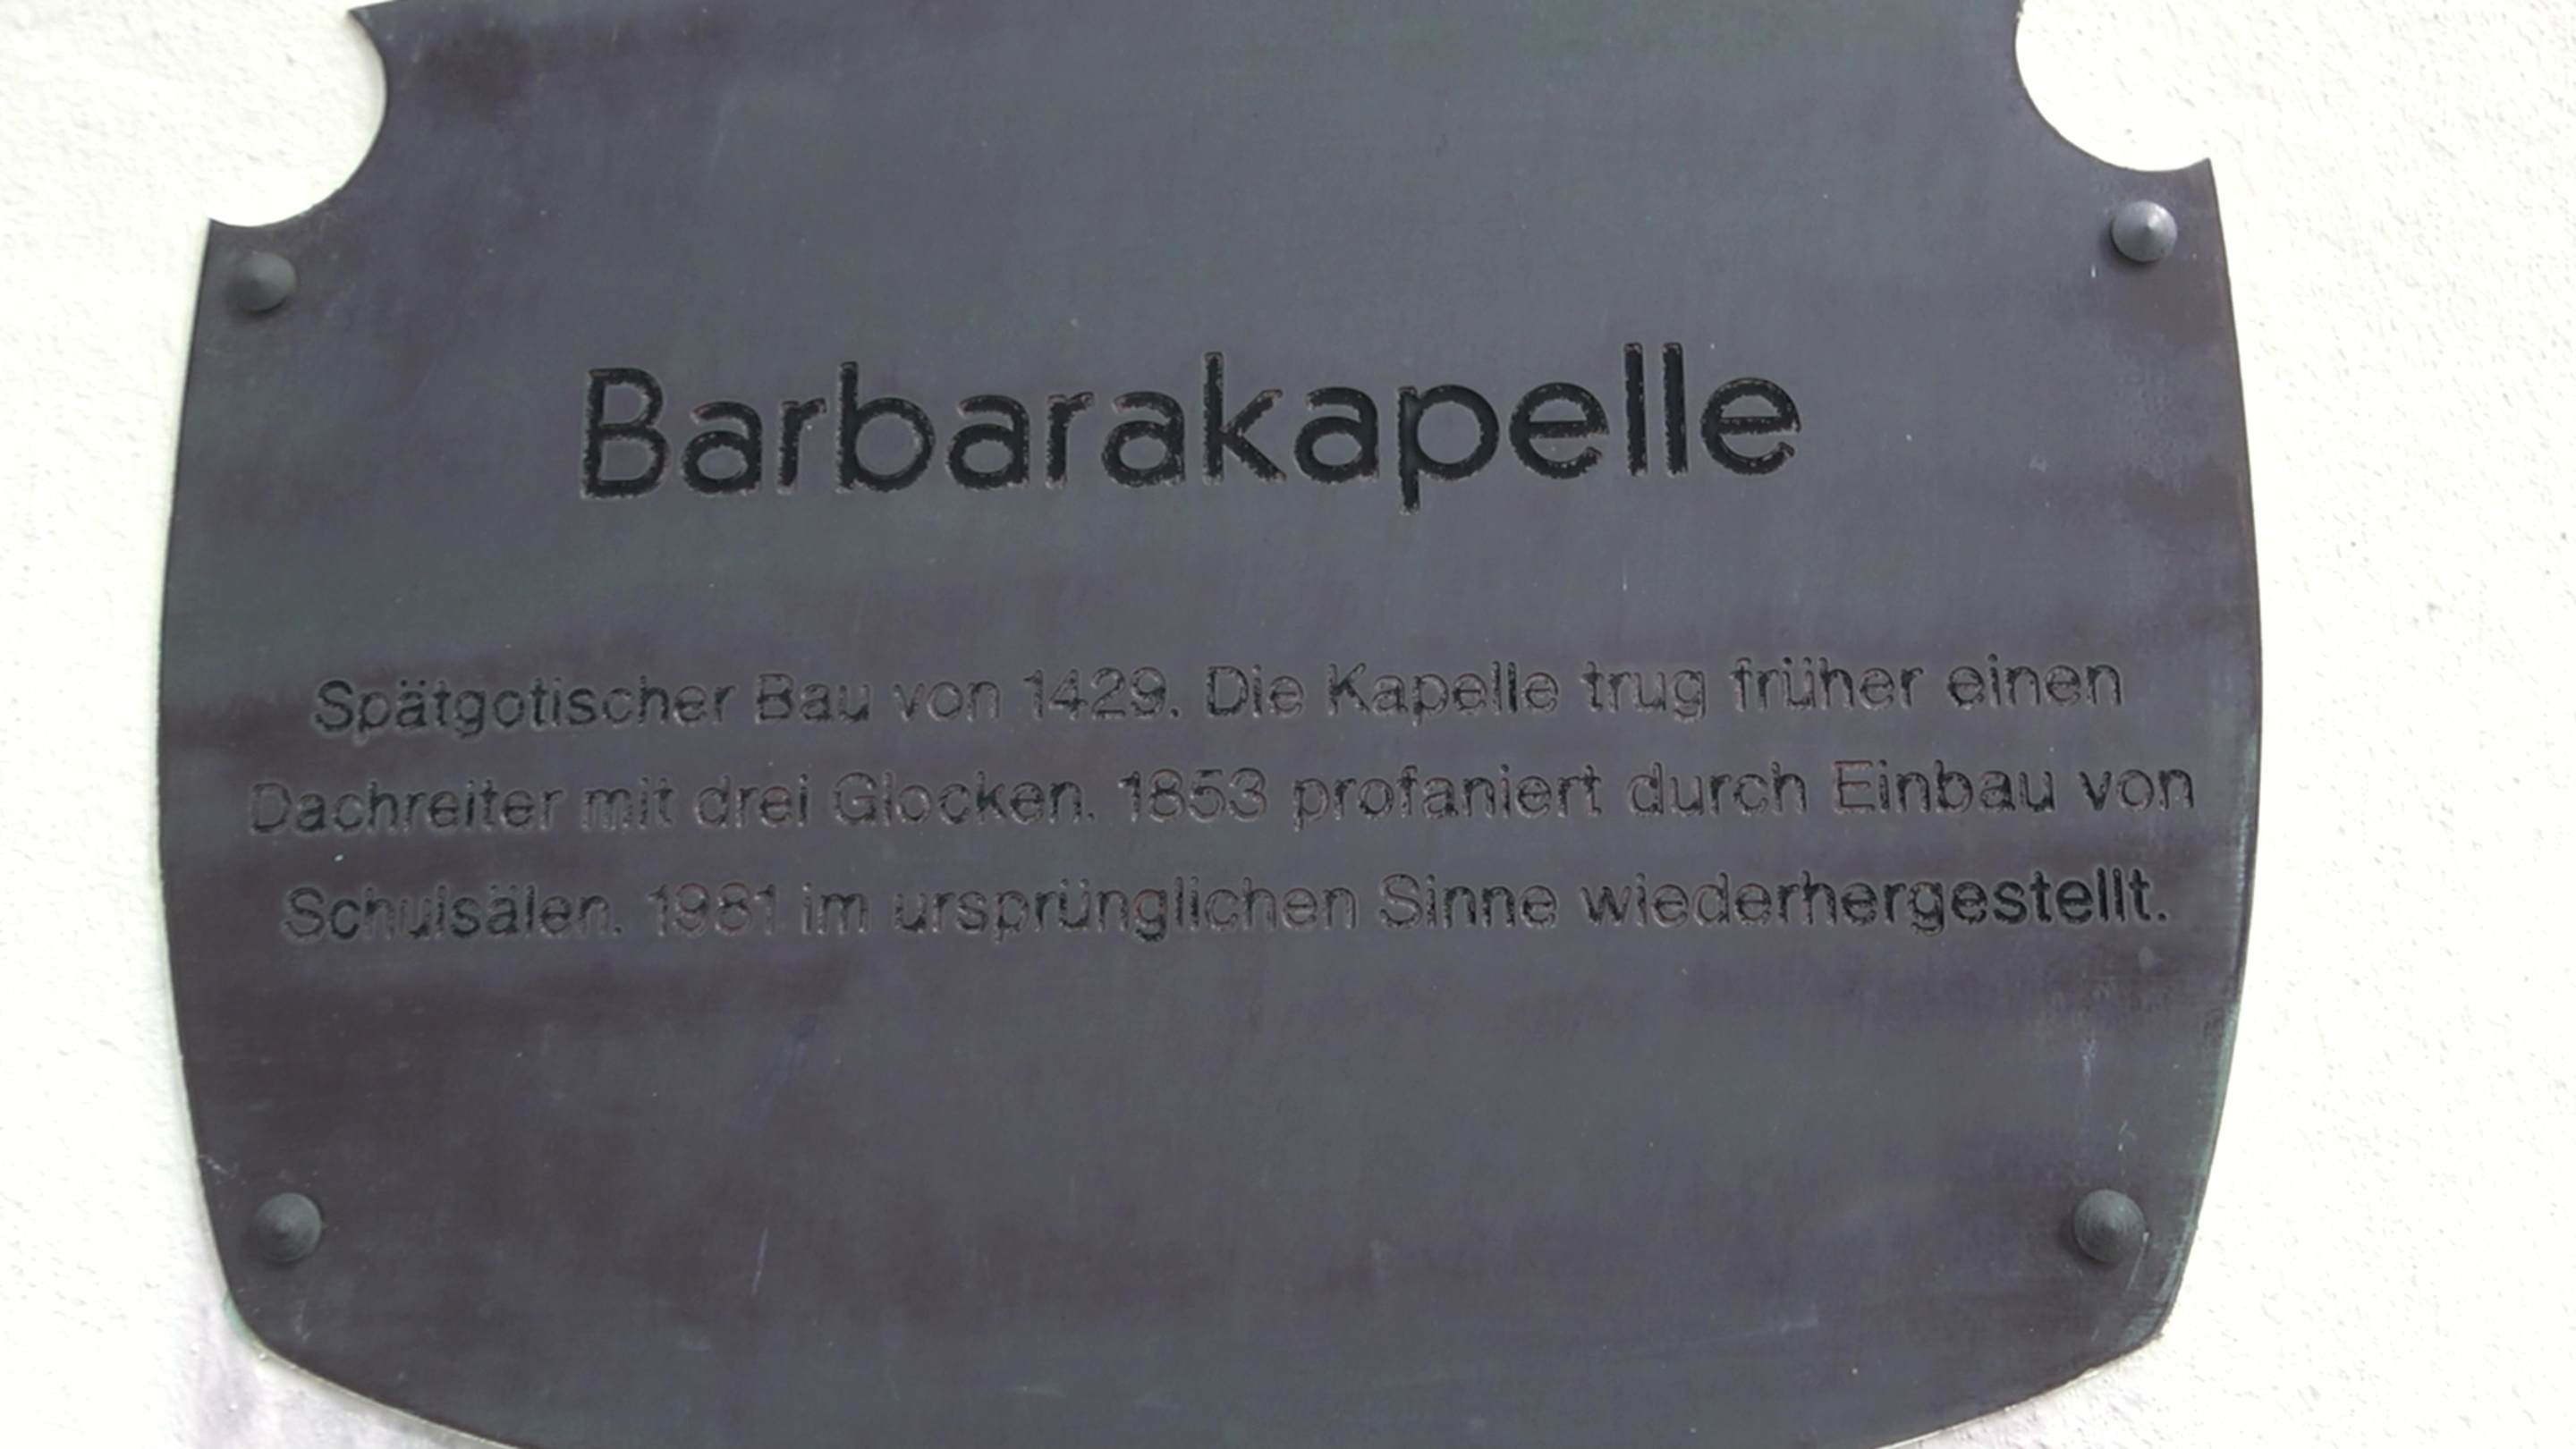 Barbarakapelle
Spätgotischer Bau von 1429. Die Kapelle trug früher einen
Dachreiter mit drei Glocken. 1853 profaniert durch Einbau von
Schulsälen. 1981 im ursprünglichen Sinne wiederhergestellt.